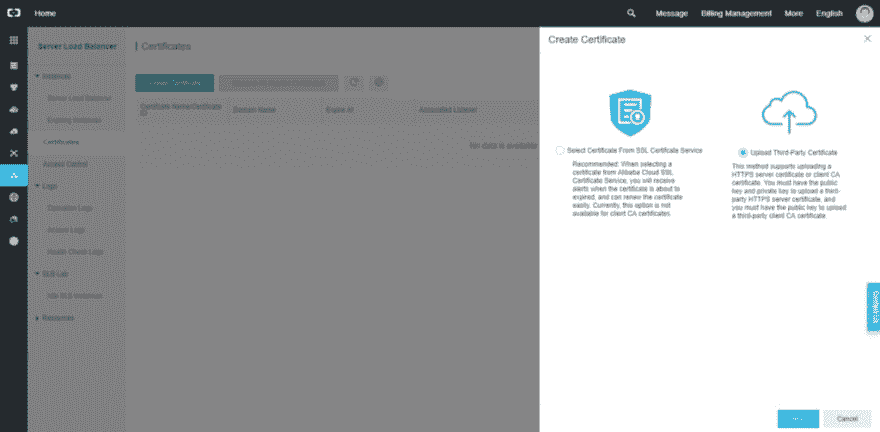 Home
Message
Billing Management
More
English
Server Load Balancer
Certificates
Create Certificate
Instances
Server Load Balancer
Expiring Instances
Certificates
Access Control
Logs
Operation Logs
Access Logs
Health Check Logs
SLB Lab
Resources
Create Certificate
Certificate Name/Certificate
ID
Domain Name
Expire At
Associated Listener
No data is available
Select Certificate From SSL Certificate Service
Recommended: When selecting a
certificate from Alibaba Cloud SSL
Certificate Service, you will receive
alerts when the certificate is about to
expired, and can renew the certificate
easily. Currently, this option is not
available for client CA certificates.
Upload Third-Party Certificate
This method supports uploading a
HTTPS server certificate or client CA
certificate. You must have the public
key and private key to upload a third-
party HTTPS server certificate, and
you must have the public key to upload
a third-party client CA certificate.
Contact Us
Cancel